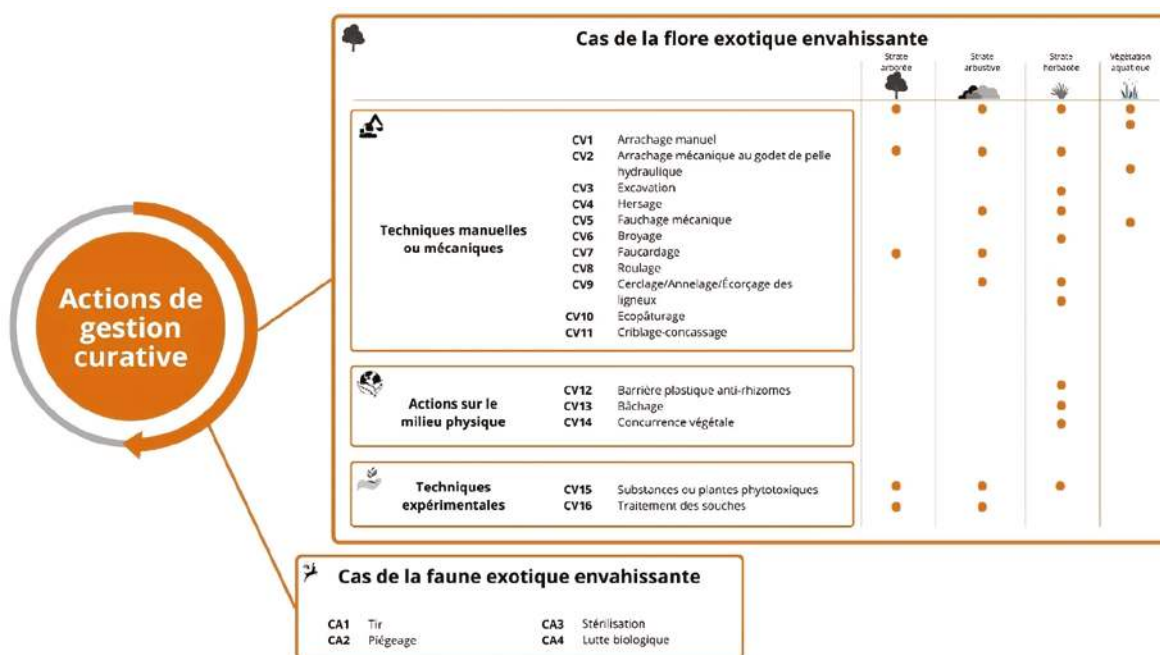 Cas de la flore exotique envahissante
Strate
arborée
Strate
arbustive
Strate
herbacée
Végétation
aquatique
Techniques manuelles
ou mécaniques
CV1 Arrachage manuel
CV2 Arrachage mécanique au godet de pelle
hydraulique
CV3 Excavation
CV4 Hersage
CV5 Fauchage mécanique
CV6 Broyage
CV7 Faucardage
CV8 Roulage
CV9 Cerclage/Annelage/Écorçage des
ligneux
CV10 Ecopâturage
CV11 Criblage-concassage
Actions de
gestion
curative
Actions sur le
milieu physique
CV12 Barrière plastique anti-rhizomes
CV13 Bâchage
CV14 Concurrence végétale
Techniques
expérimentales
CV15 Substances ou plantes phytotoxiques
CV16 Traitement des souches
Cas de la faune exotique envahissante
CA1 Tir
CA2 Piégeage
CA3 Stérilisation
CA4 Lutte biologique